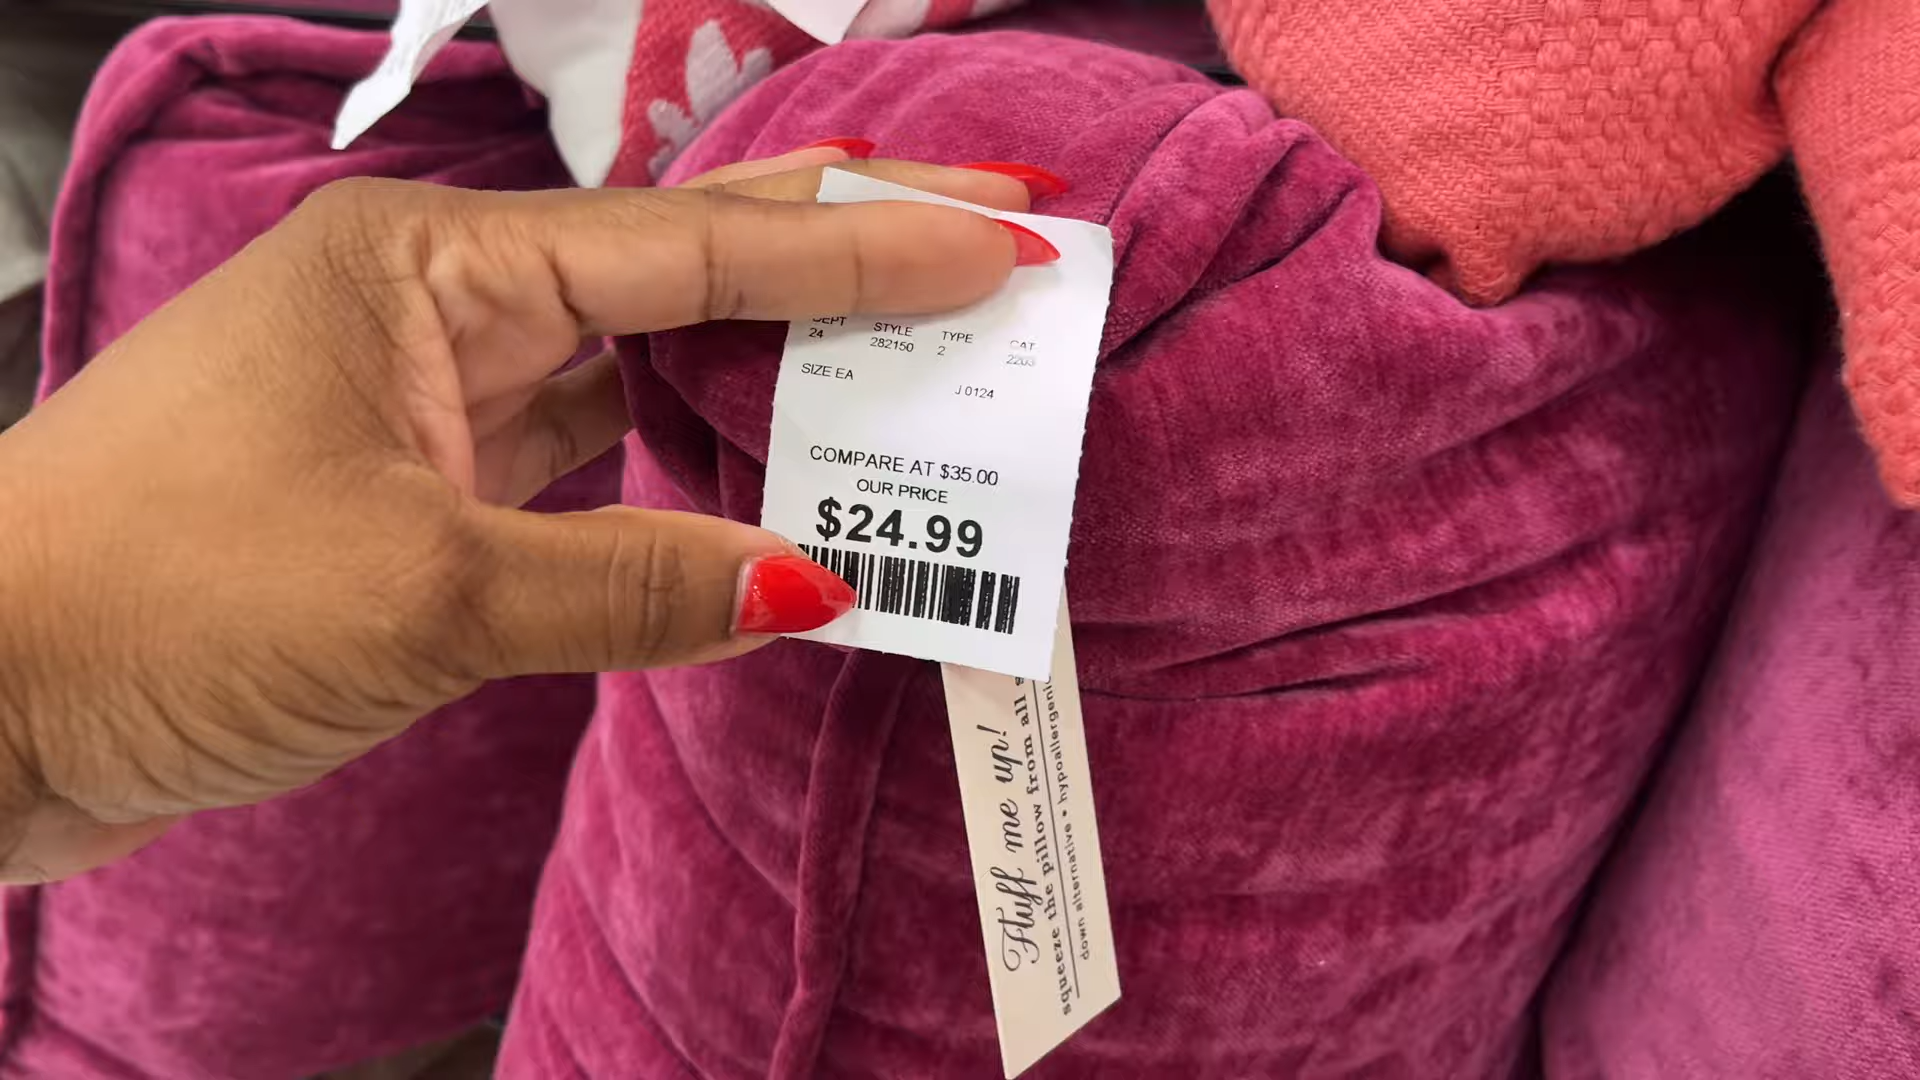 DEPT STYLE TYPE CAT
24 282150 2 2203
SIZE EA
J 0124
COMPARE AT $35.00
OUR PRICE
$24.99
Fluff me up!
squeeze the pillow from all
down alternative • hypoallergenic